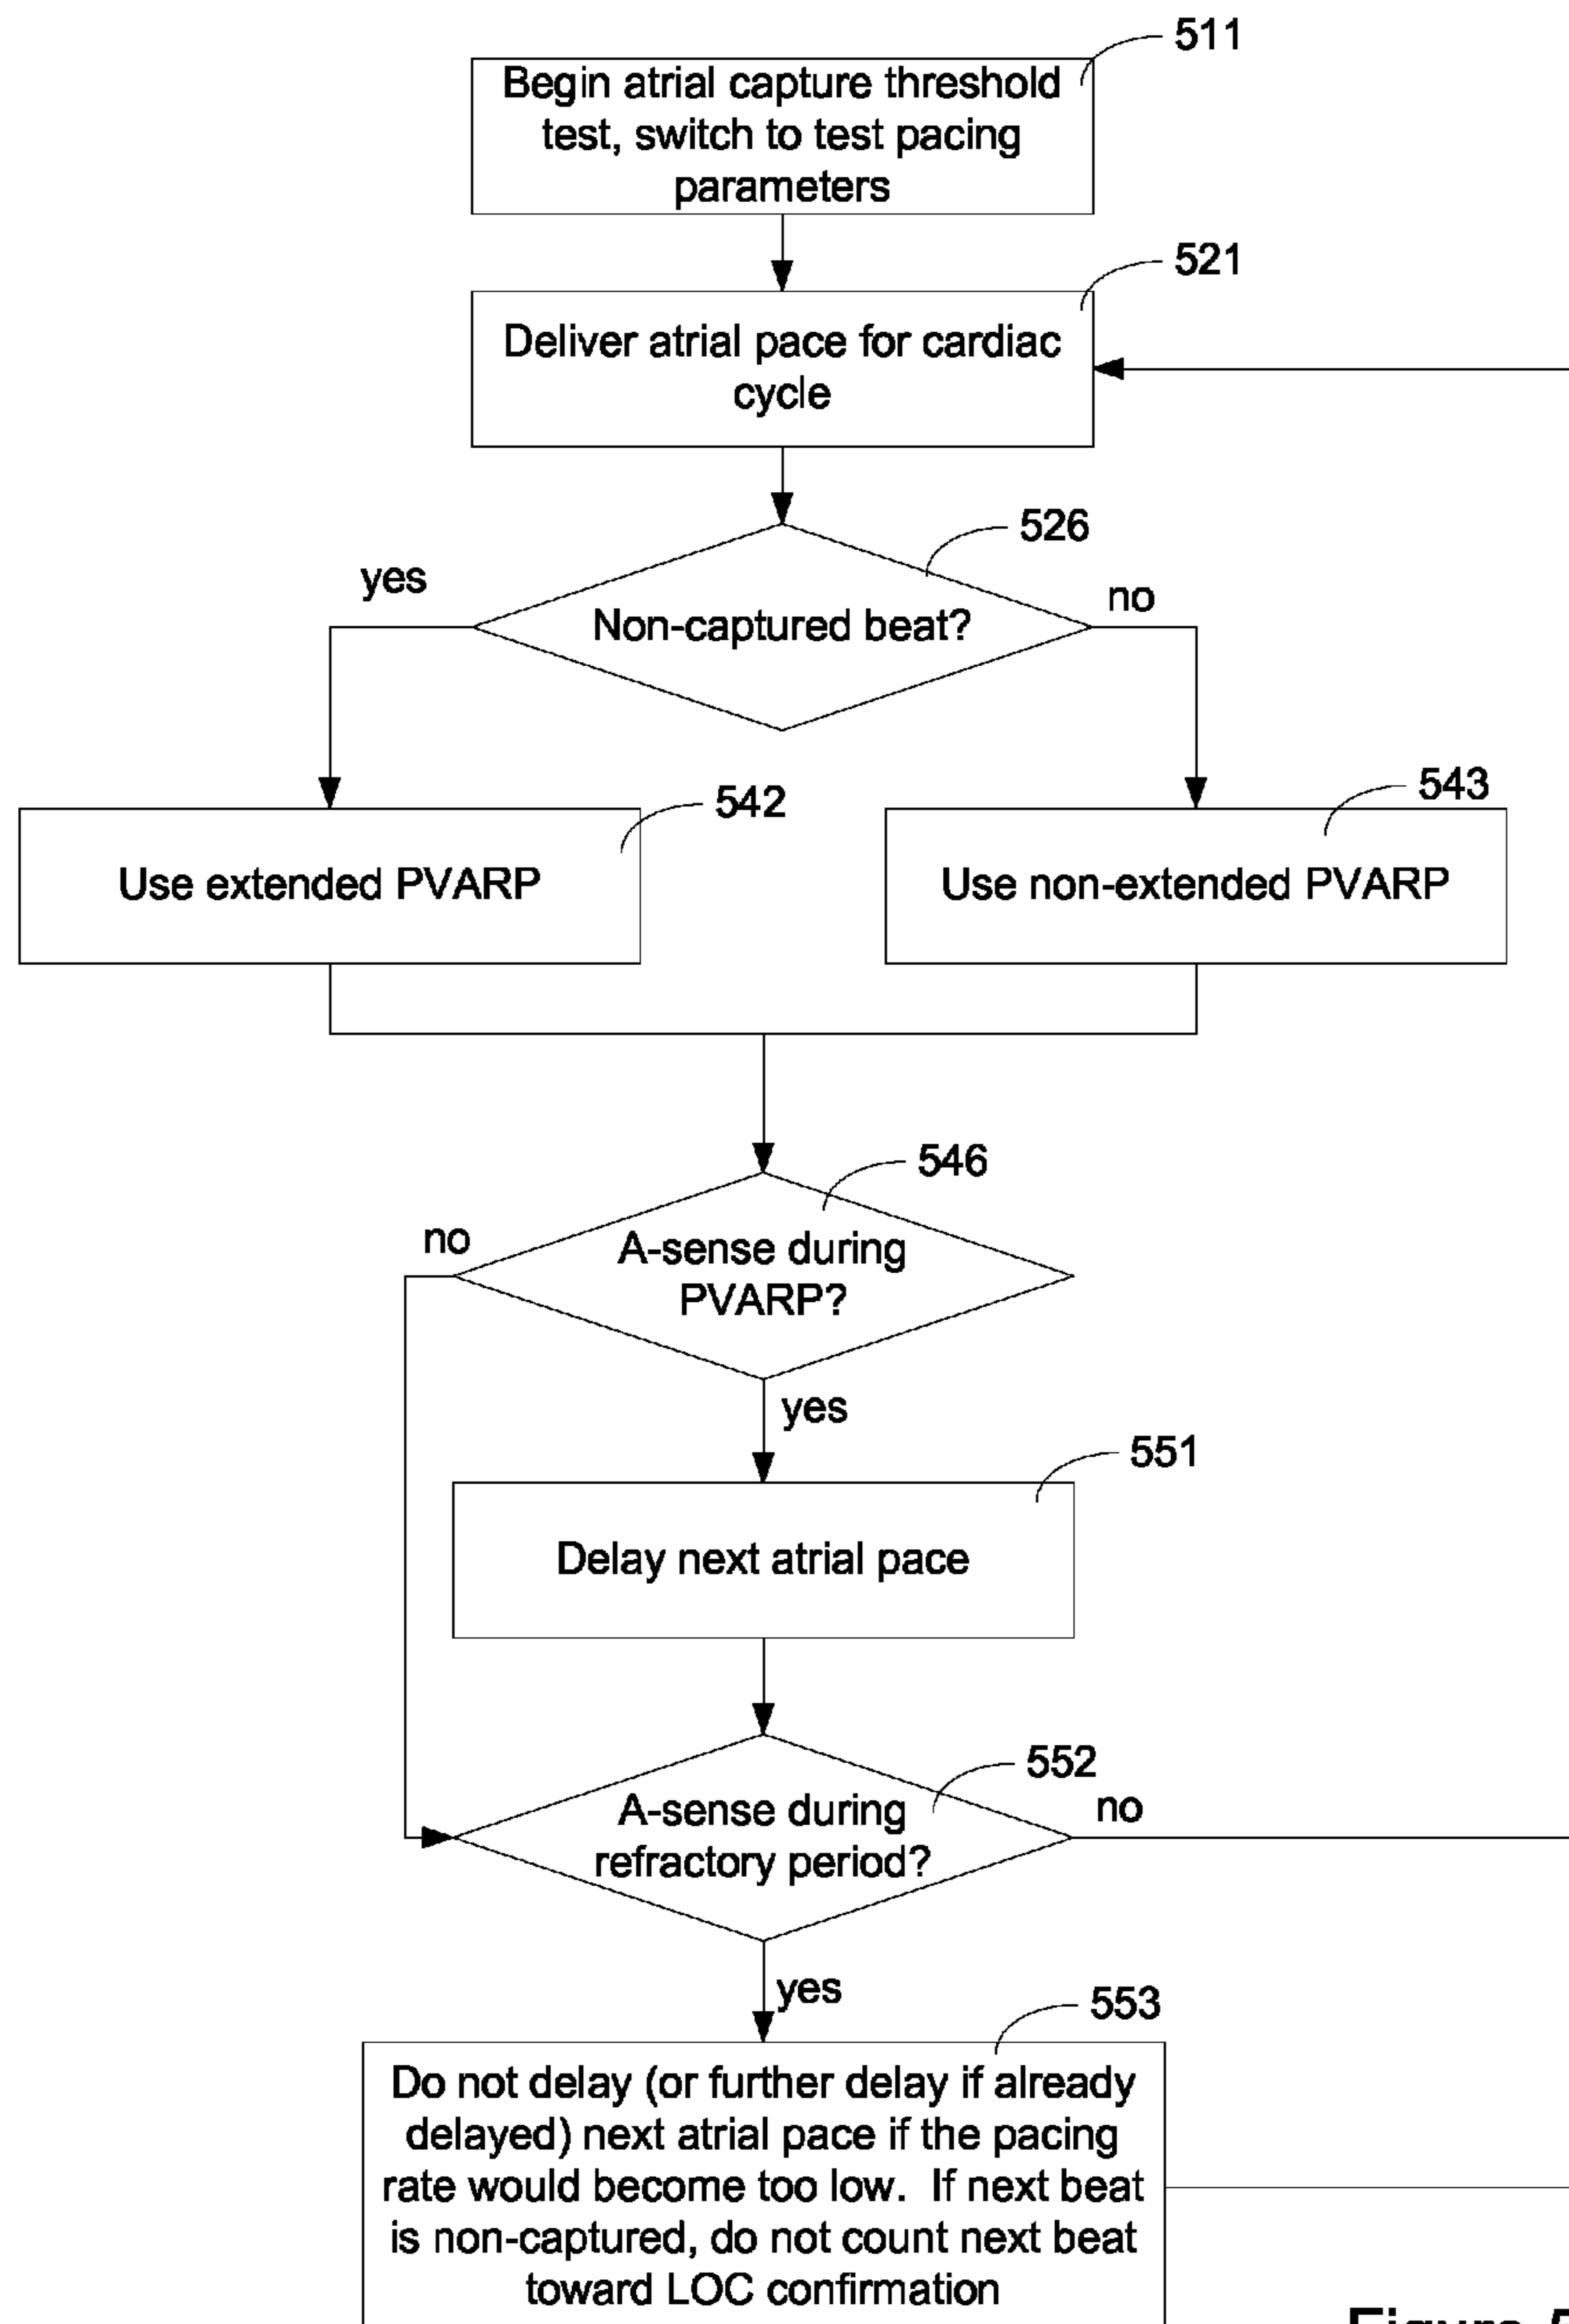 511
Begin atrial capture threshold
test, switch to test pacing
parameters
521
Deliver atrial pace for cardiac
cycle
526
yes
no
Non-captured beat?
542
543
Use extended PVARP
Use non-extended PVARP
546
no
A-sense during
PVARP?
yes
551
Delay next atrial pace
552
no
A-sense during
refractory period?
yes
553
Do not delay (or further delay if already
delayed) next atrial pace if the pacing
rate would become too low. If next beat
is non-captured, do not count next beat
toward LOC confirmation
Figure 5